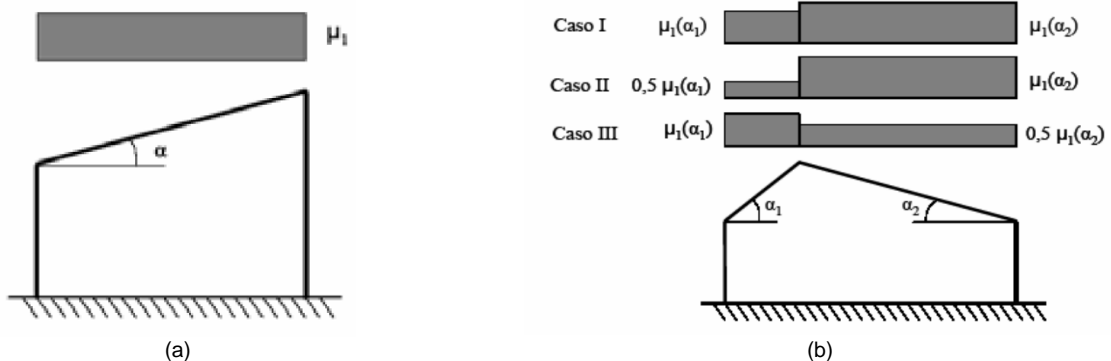 μ₁
α
(a)
Caso I μ₁(α₁) μ₁(α₂)
Caso II 0,5 μ₁(α₁) μ₁(α₂)
Caso III μ₁(α₁) 0,5 μ₁(α₂)
α₁ α₂
(b)